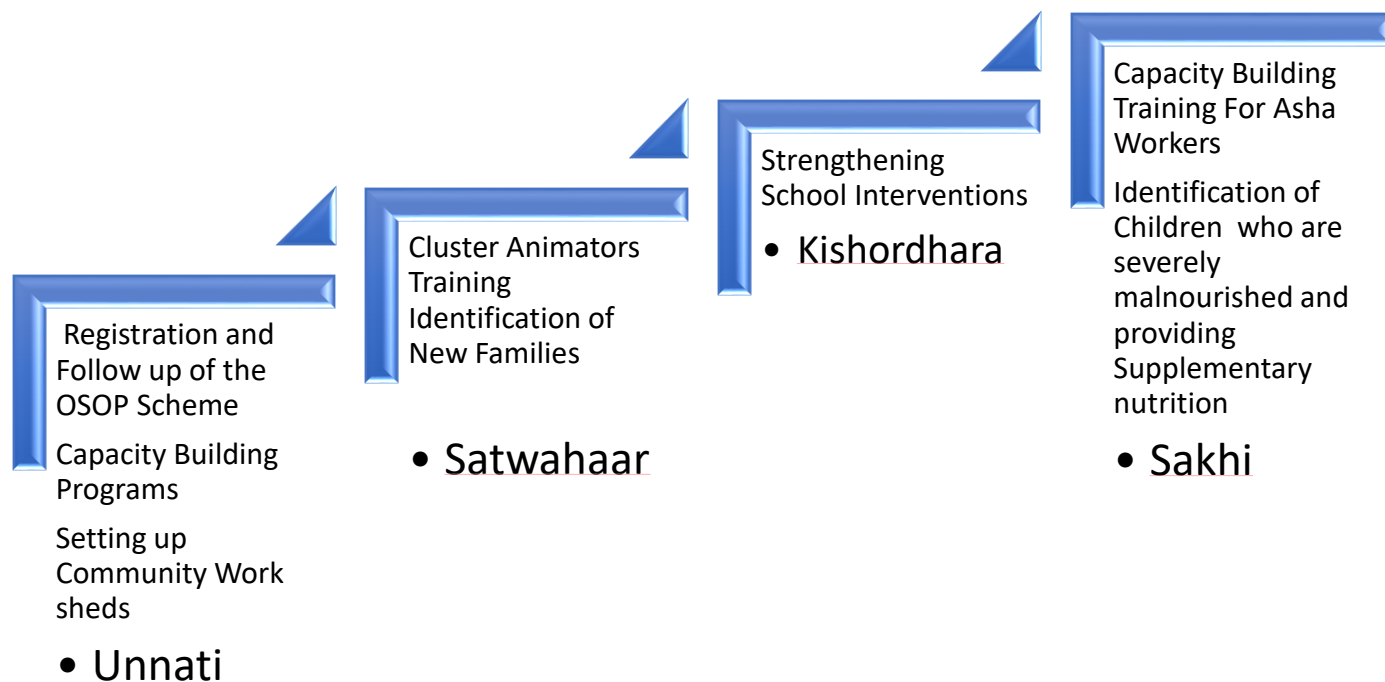 Registration and
Follow up of the
OSOP Scheme
Capacity Building
Programs
Setting up
Community Work
sheds
• Unnati
Cluster Animators
Training
Identification of
New Families
• Satwahaar
Strengthening
School Interventions
• Kishordhara
Capacity Building
Training For Asha
Workers
Identification of
Children who are
severely
malnourished and
providing
Supplementary
nutrition
• Sakhi